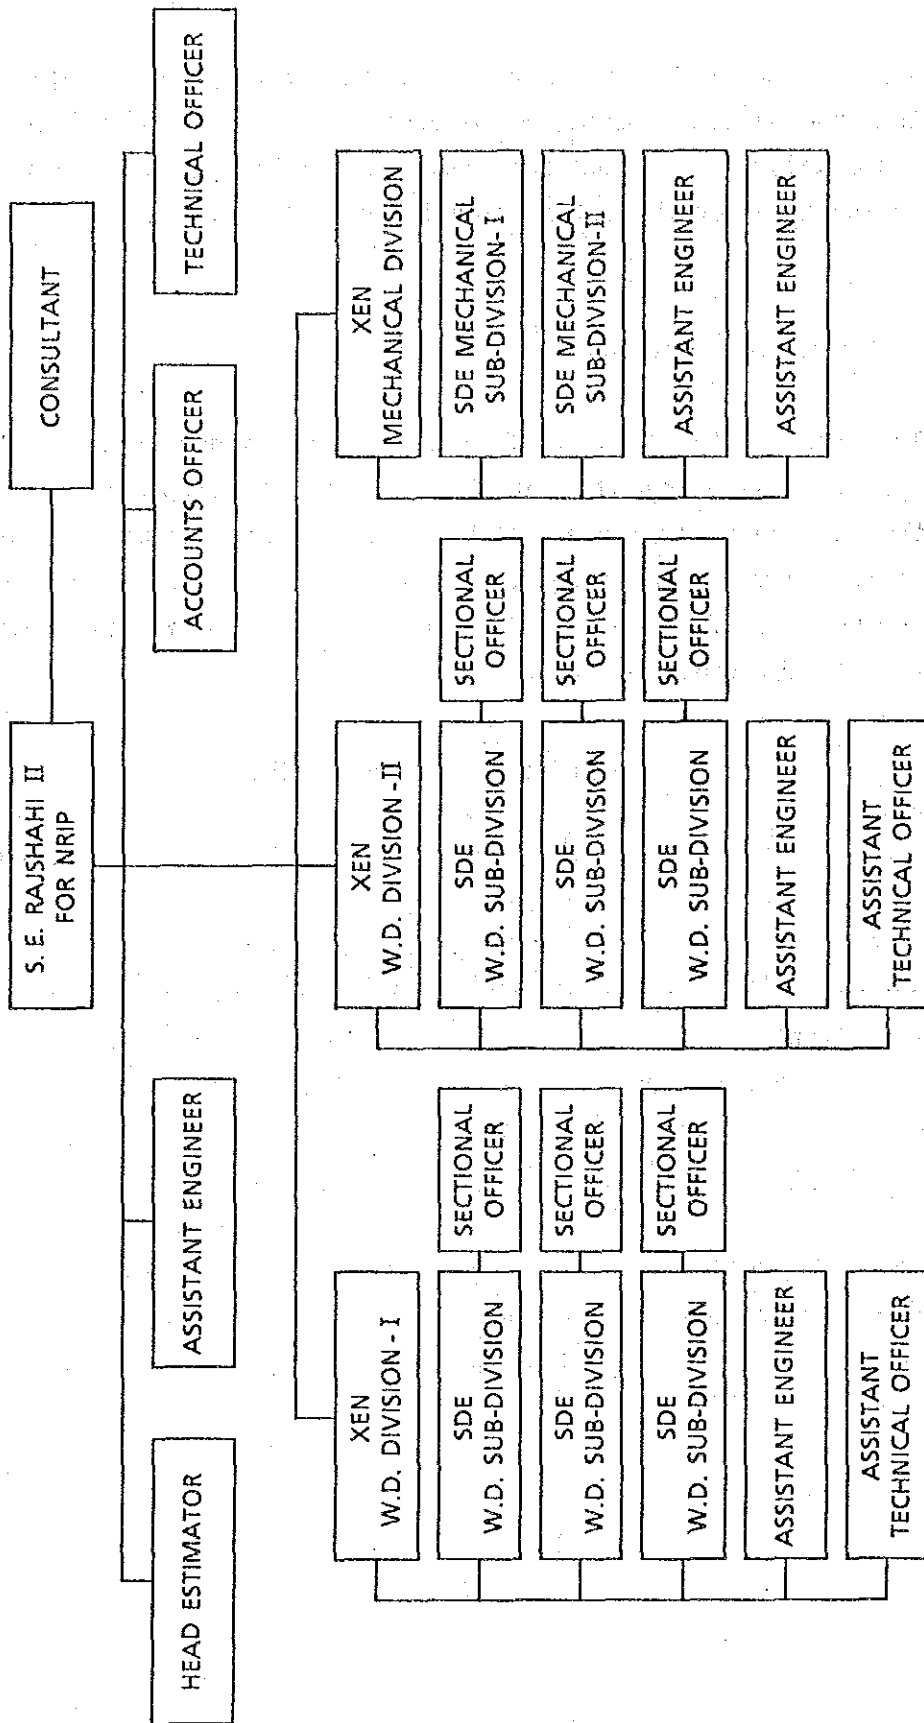 S. E. RAJSHAHI II
FOR NRIP
CONSULTANT
HEAD ESTIMATOR
ASSISTANT ENGINEER
ACCOUNTS OFFICER
TECHNICAL OFFICER
XEN
W.D. DIVISION - I
SDE
W.D. SUB-DIVISION
SECTIONAL
OFFICER
SDE
W.D. SUB-DIVISION
SECTIONAL
OFFICER
SDE
W.D. SUB-DIVISION
SECTIONAL
OFFICER
ASSISTANT ENGINEER
ASSISTANT
TECHNICAL OFFICER
XEN
W.D. DIVISION -II
SDE
W.D. SUB-DIVISION
SECTIONAL
OFFICER
SDE
W.D. SUB-DIVISION
SECTIONAL
OFFICER
SDE
W.D. SUB-DIVISION
SECTIONAL
OFFICER
ASSISTANT ENGINEER
ASSISTANT
TECHNICAL OFFICER
XEN
MECHANICAL DIVISION
SDE MECHANICAL
SUB-DIVISION- I
SDE MECHANICAL
SUB-DIVISION-II
ASSISTANT ENGINEER
ASSISTANT ENGINEER